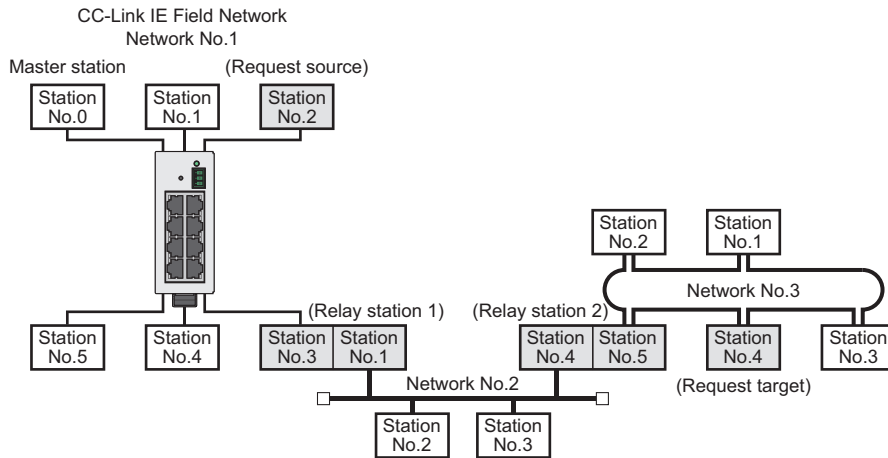 CC-Link IE Field Network
Network No.1
Master station
(Request source)
Station
No.0
Station
No.1
Station
No.2
Station
No.2
Station
No.1
Network No.3
(Relay station 1)
(Relay station 2)
Station
No.5
Station
No.4
Station
No.3
Station
No.1
Station
No.4
Station
No.5
Station
No.4
Station
No.3
Network No.2
(Request target)
Station
No.2
Station
No.3